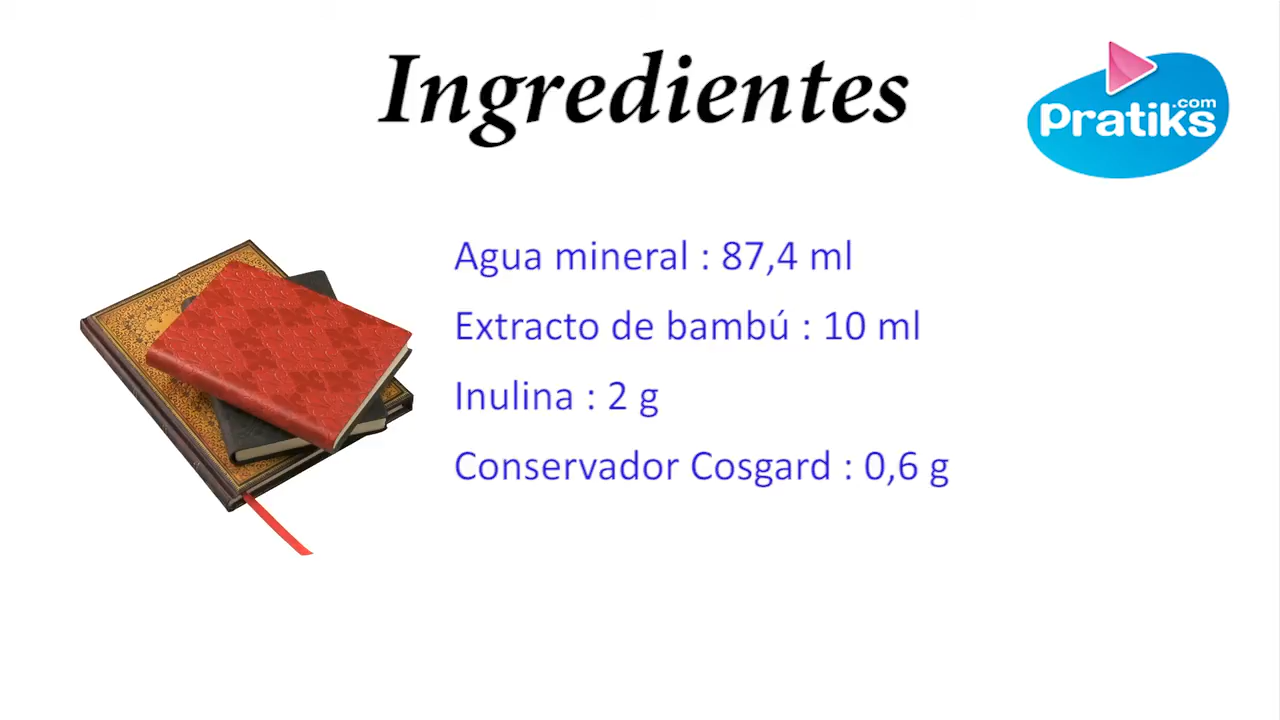 Ingredientes
Pratiks.com
Agua mineral : 87,4 ml
Extracto de bambú : 10 ml
Inulina : 2 g
Conservador Cosgard : 0,6 g